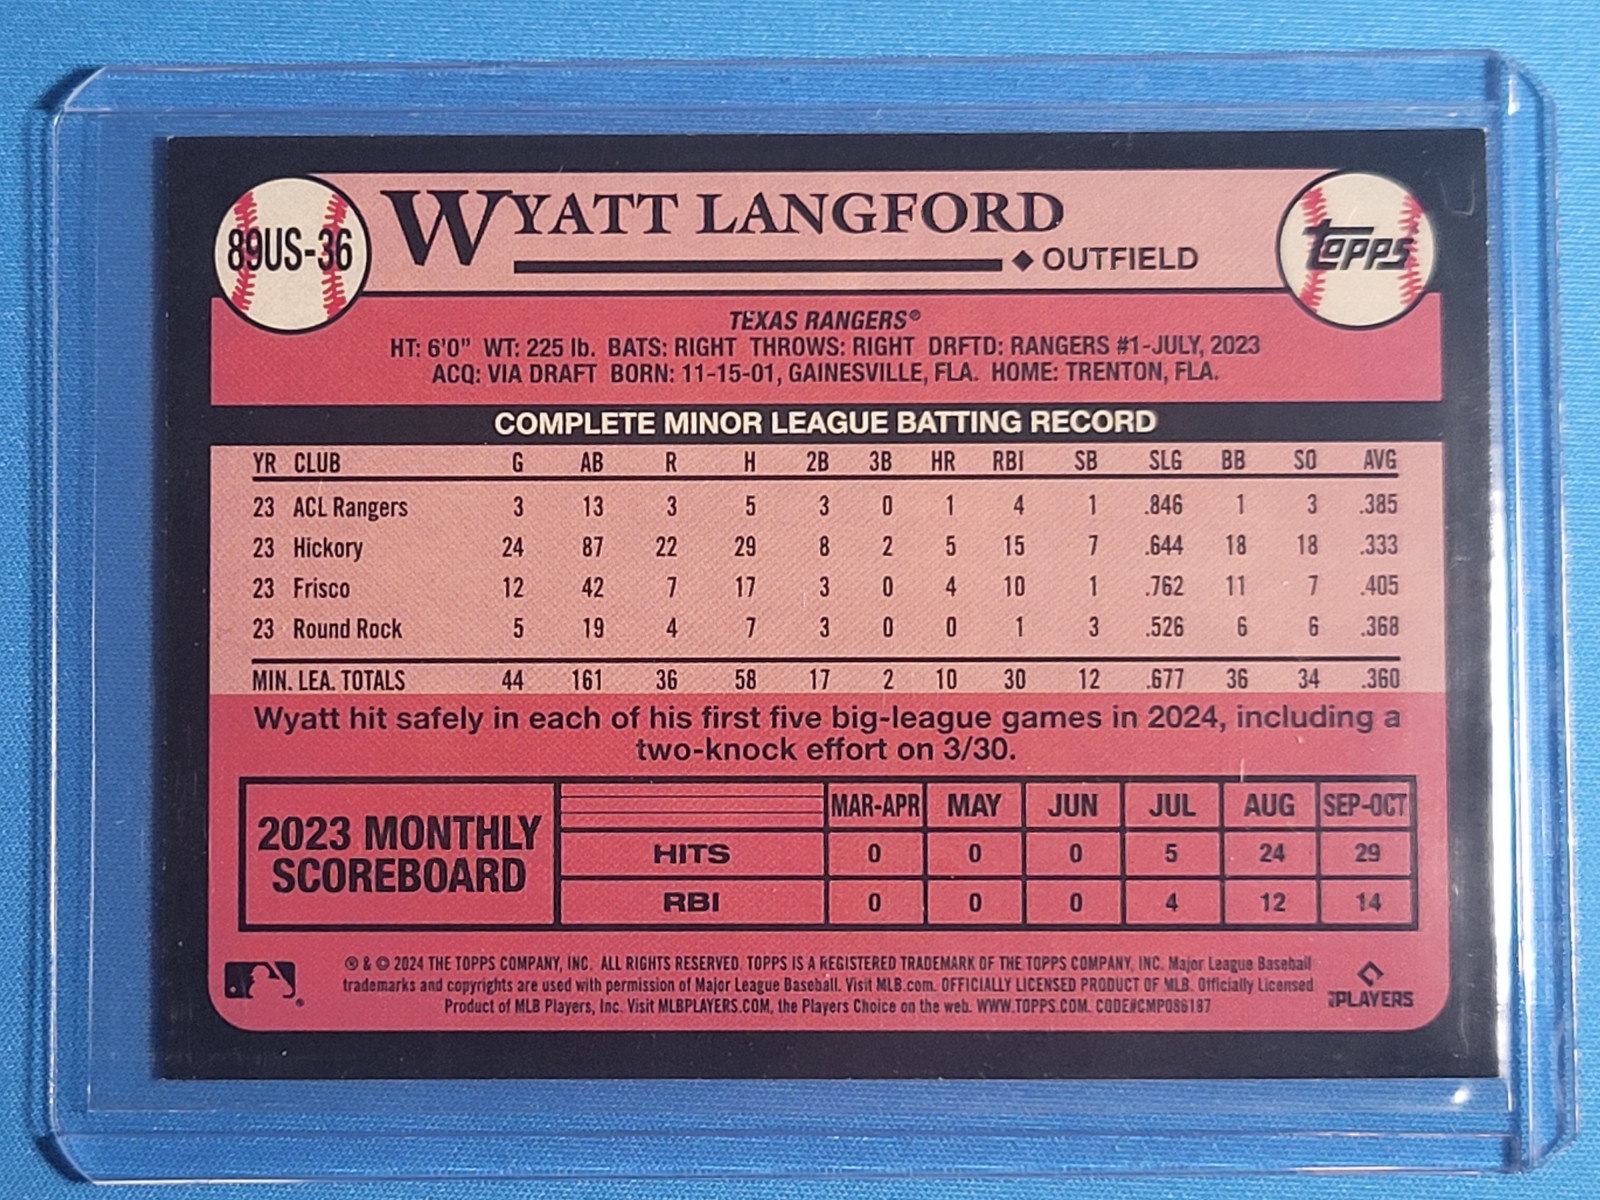 89US-36
WYATT LANGFORD
◆ OUTFIELD
topps
TEXAS RANGERS®
HT: 6'0" WT: 225 lb. BATS: RIGHT THROWS: RIGHT DRFTD: RANGERS #1-JULY, 2023
ACQ: VIA DRAFT BORN: 11-15-01, GAINESVILLE, FLA. HOME: TRENTON, FLA.
COMPLETE MINOR LEAGUE BATTING RECORD
YR CLUB G AB R H 2B 3B HR RBI SB SLG BB SO AVG
23 ACL Rangers 3 13 3 5 3 0 1 4 1 .846 1 3 .385
23 Hickory 24 87 22 29 8 2 5 15 7 .644 18 18 .333
23 Frisco 12 42 7 17 3 0 4 10 1 .762 11 7 .405
23 Round Rock 5 19 4 7 3 0 0 1 3 .526 6 6 .368
MIN. LEA. TOTALS 44 161 36 58 17 2 10 30 12 .677 36 34 .360
Wyatt hit safely in each of his first five big-league games in 2024, including a
two-knock effort on 3/30.
2023 MONTHLY
SCOREBOARD
MAR-APR MAY JUN JUL AUG SEP-OCT
HITS 0 0 0 5 24 29
RBI 0 0 0 4 12 14
® & © 2024 THE TOPPS COMPANY, INC. ALL RIGHTS RESERVED. TOPPS IS A REGISTERED TRADEMARK OF THE TOPPS COMPANY, INC. Major League Baseball
trademarks and copyrights are used with permission of Major League Baseball. Visit MLB.com. OFFICIALLY LICENSED PRODUCT OF MLB. Officially Licensed
Product of MLB Players, Inc. Visit MLBPLAYERS.COM, the Players Choice on the web. WWW.TOPPS.COM. CODE#CMP086187
PLAYERS